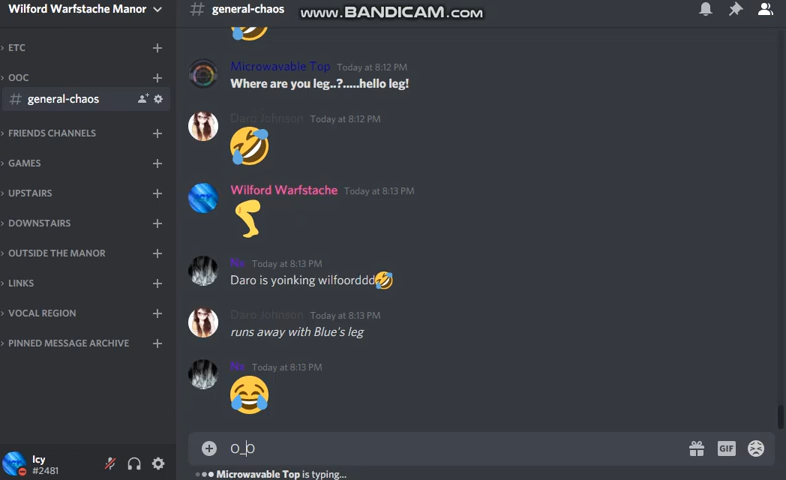 Wilford Warfstache Manor
# general-chaos
www.BANDICAM.com
ETC
OOC
# general-chaos
FRIENDS CHANNELS
GAMES
UPSTAIRS
DOWNSTAIRS
OUTSIDE THE MANOR
LINKS
VOCAL REGION
PINNED MESSAGE ARCHIVE
Icy
#2481
Microwavable Top Today at 8:12 PM
Where are you leg..?.....hello leg!
Daro Johnson Today at 8:12 PM
Wilford Warfstache Today at 8:13 PM
Today at 8:13 PM
Daro is yoinking wilfoorddd🤣
Daro Johnson Today at 8:13 PM
runs away with Blue's leg
Today at 8:13 PM
o_o
GIF
Microwavable Top is typing...